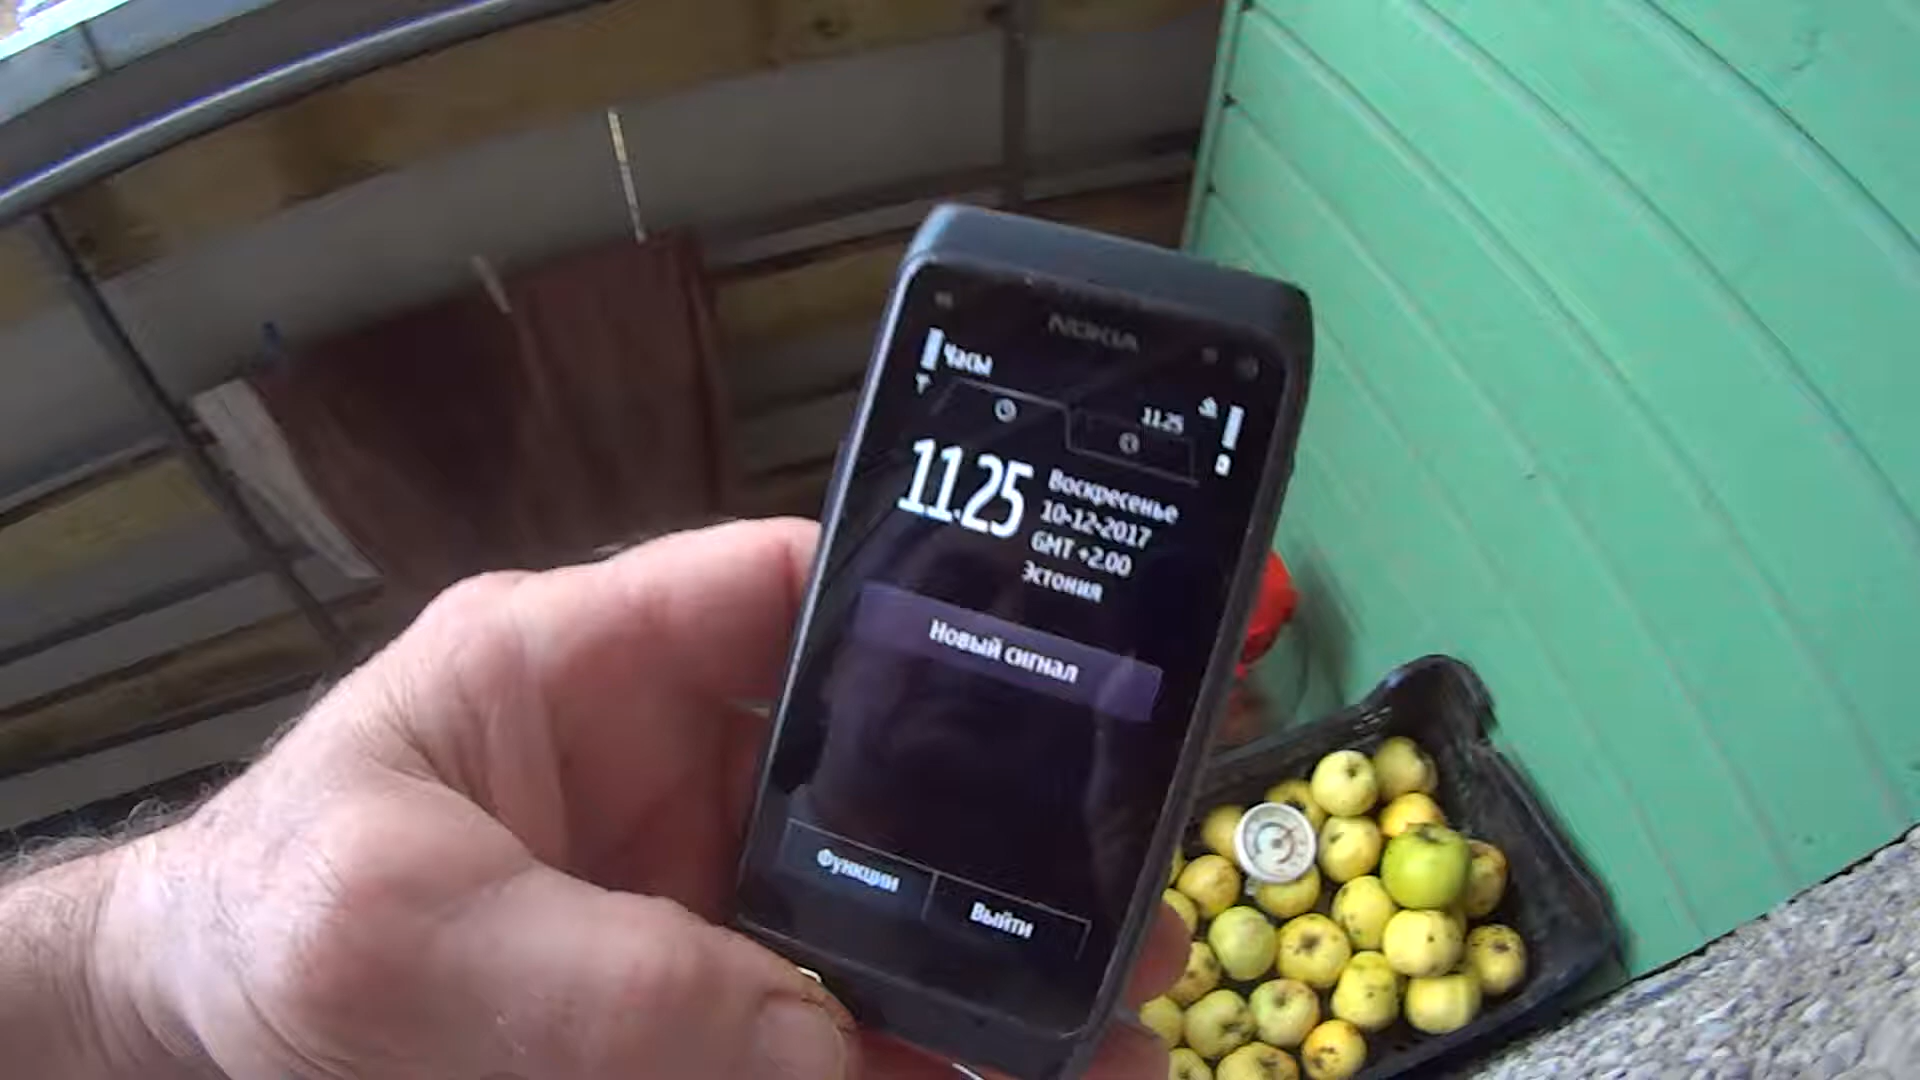 NOKIA
Часы
11.25
11.25
Воскресенье
10-12-2017
GMT +2.00
Эстония
Новый сигнал
Функции
Выйти